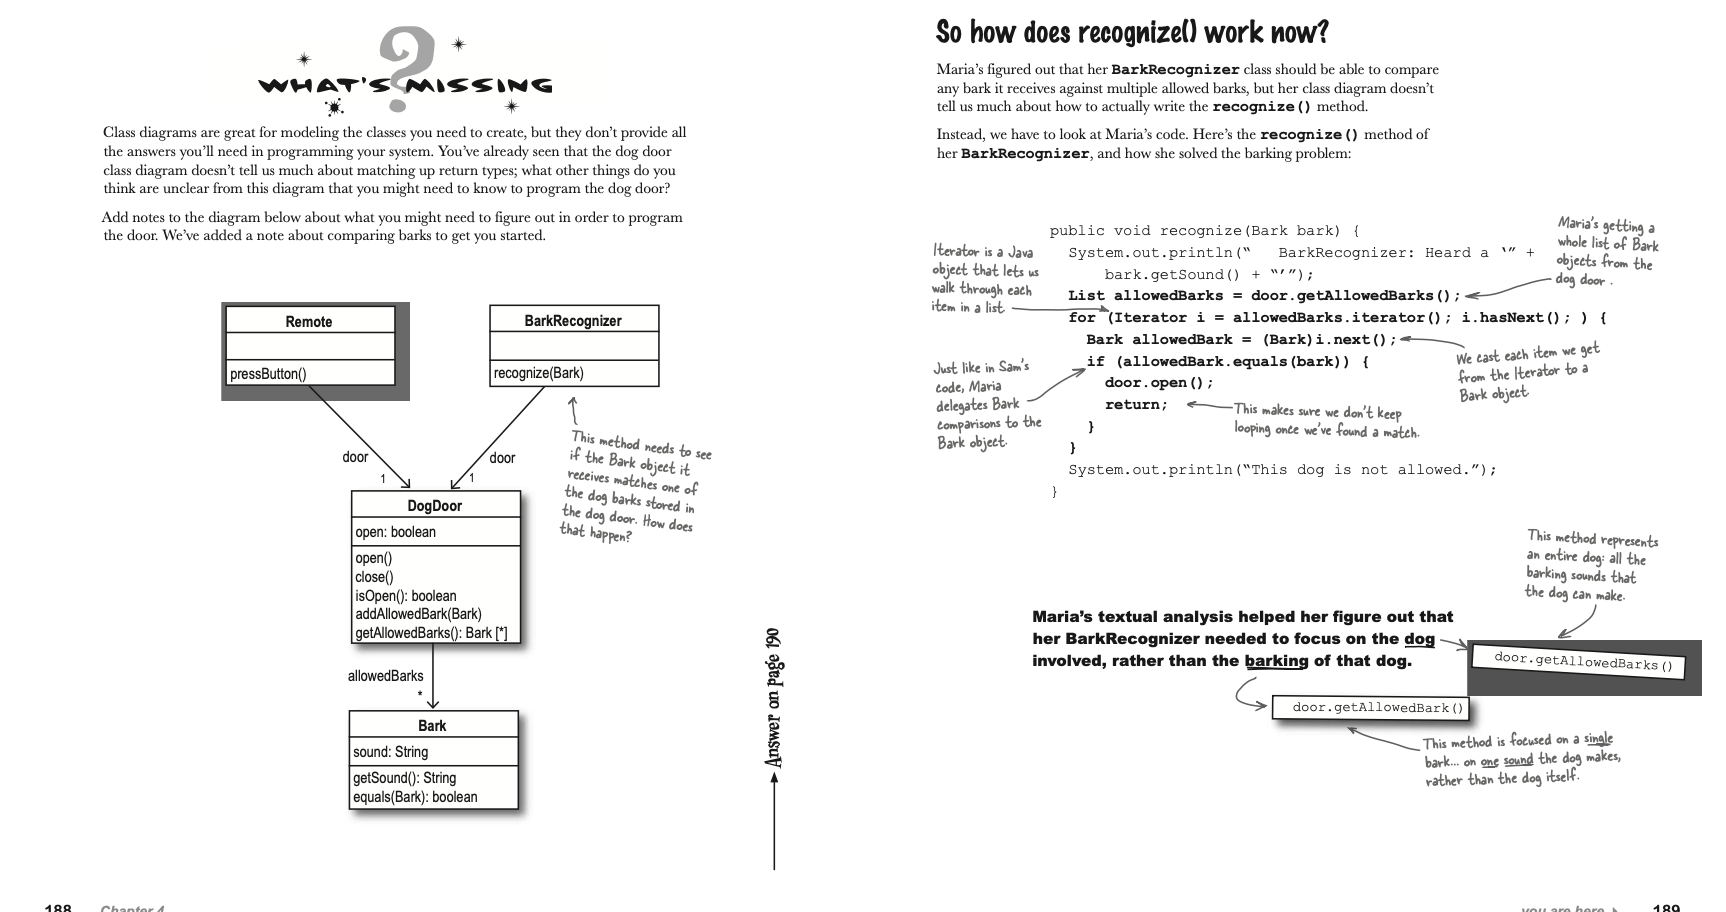 WHAT'S MISSING
?
Class diagrams are great for modeling the classes you need to create, but they don't provide all
the answers you'll need in programming your system. You've already seen that the dog door
class diagram doesn't tell us much about matching up return types; what other things do you
think are unclear from this diagram that you might need to know to program the dog door?
Add notes to the diagram below about what you might need to figure out in order to program
the door. We've added a note about comparing barks to get you started.
Remote
pressButton()
BarkRecognizer
recognize(Bark)
door
1
door
1
This method needs to see
if the Bark object it
receives matches one of
the dog barks stored in
the dog door. How does
that happen?
DogDoor
open: boolean
open()
close()
isOpen(): boolean
addAllowedBark(Bark)
getAllowedBarks(): Bark [*]
allowedBarks
*
Bark
sound: String
getSound(): String
equals(Bark): boolean
Answer on page 190
188 Chapter 4
So how does recognize() work now?
Maria's figured out that her BarkRecognizer class should be able to compare
any bark it receives against multiple allowed barks, but her class diagram doesn't
tell us much about how to actually write the recognize() method.
Instead, we have to look at Maria's code. Here's the recognize() method of
her BarkRecognizer, and how she solved the barking problem:
public void recognize(Bark bark) {
System.out.println(“   BarkRecognizer: Heard a ‘” +
bark.getSound() + “’”);
List allowedBarks = door.getAllowedBarks();
for (Iterator i = allowedBarks.iterator(); i.hasNext(); ) {
Bark allowedBark = (Bark)i.next();
if (allowedBark.equals(bark)) {
door.open();
return;
}
}
System.out.println(“This dog is not allowed.”);
}
Iterator is a Java
object that lets us
walk through each
item in a list.
Maria's getting a
whole list of Bark
objects from the
dog door.
Just like in Sam's
code, Maria
delegates Bark
comparisons to the
Bark object.
We cast each item we get
from the Iterator to a
Bark object.
This makes sure we don't keep
looping once we've found a match.
This method represents
an entire dog: all the
barking sounds that
the dog can make.
Maria's textual analysis helped her figure out that
her BarkRecognizer needed to focus on the dog
involved, rather than the barking of that dog.
door.getAllowedBarks()
door.getAllowedBark()
This method is focused on a single
bark... on one sound the dog makes,
rather than the dog itself.
you are here 189